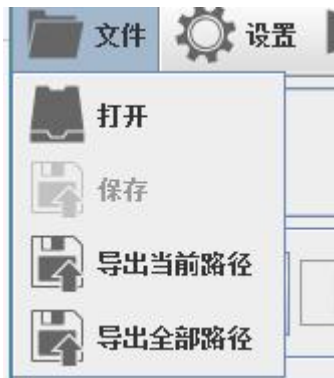 文件 设置
打开
保存
导出当前路径
导出全部路径